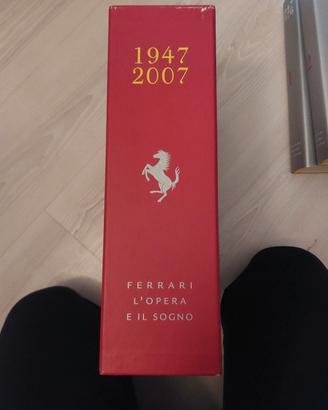 1947
2007
FERRARI
L'OPERA
E IL SOGNO